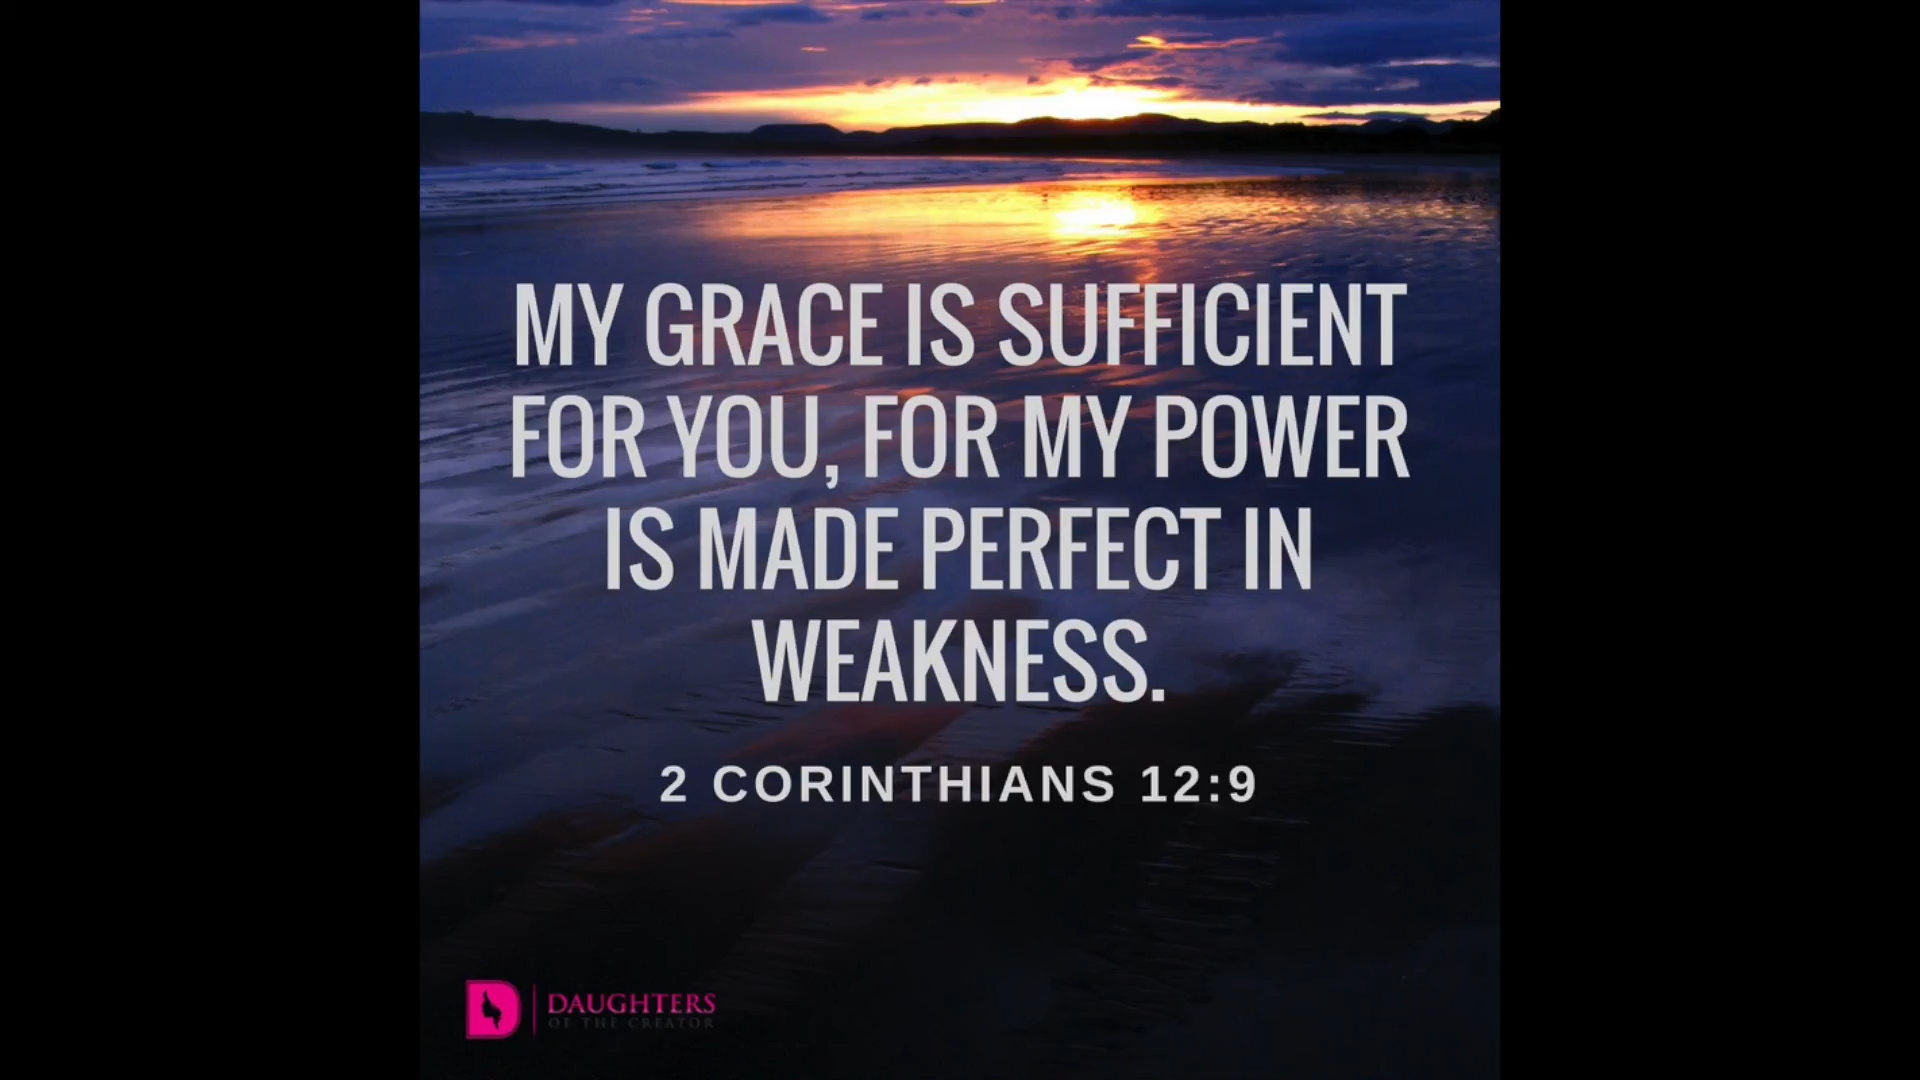 MY GRACE IS SUFFICIENT
FOR YOU, FOR MY POWER
IS MADE PERFECT IN
WEAKNESS.
2 CORINTHIANS 12:9
DAUGHTERS
OF THE CREATOR